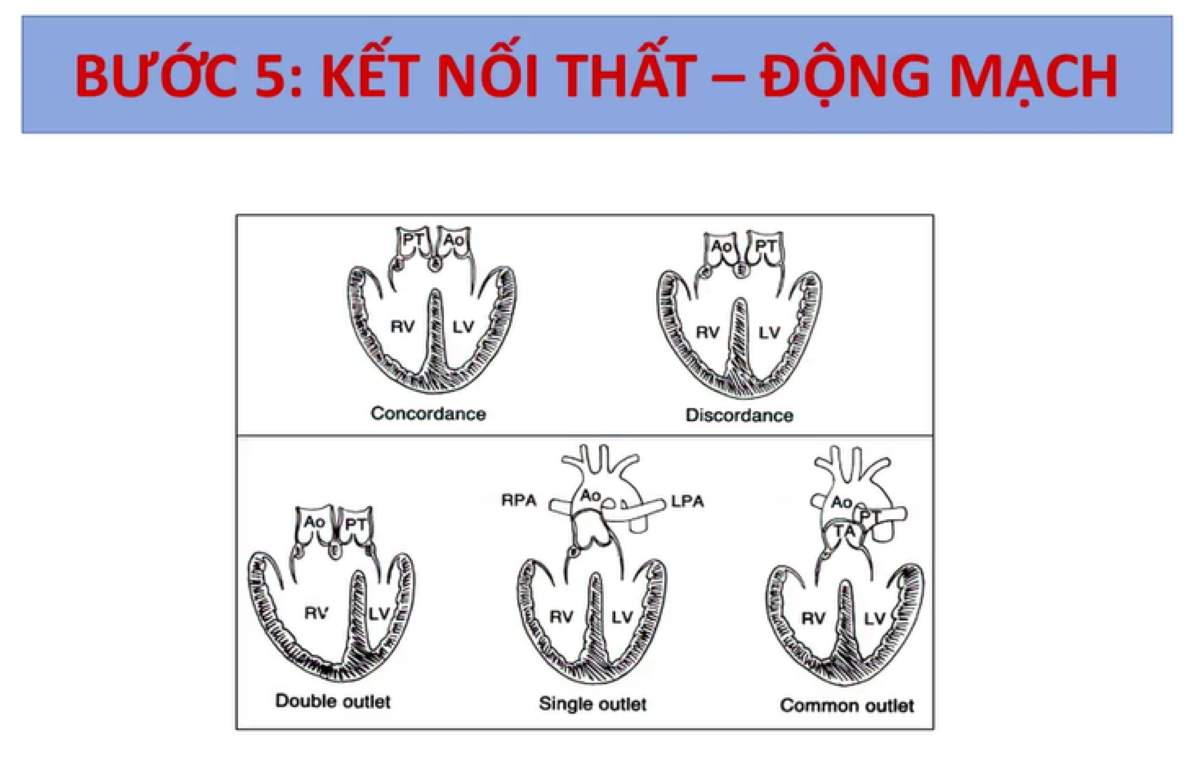 BƯỚC 5: KẾT NỐI THẤT – ĐỘNG MẠCH
PT Ao
RV LV
Concordance
Ao PT
RV LV
Discordance
Ao PT
RV LV
Double outlet
RPA Ao LPA
RV LV
Single outlet
Ao
PT
TA
RV LV
Common outlet